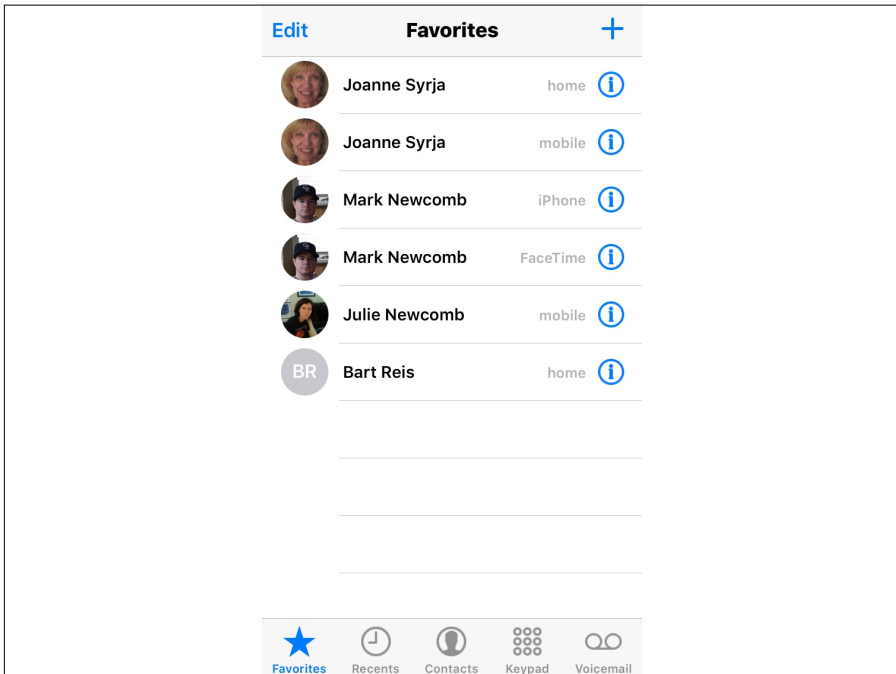 Edit Favorites +
Joanne Syrja home i
Joanne Syrja mobile i
Mark Newcomb iPhone i
Mark Newcomb FaceTime i
Julie Newcomb mobile i
BR Bart Reis home i
Favorites Recents Contacts Keypad Voicemail